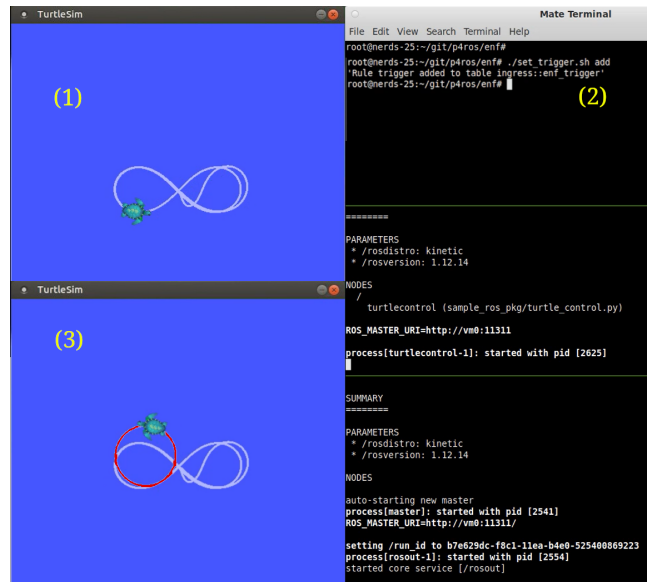 TurtleSim
(1)
TurtleSim
(3)
Mate Terminal
File Edit View Search Terminal Help
root@nerds-25:~/git/p4ros/enf#
root@nerds-25:~/git/p4ros/enf# ./set_trigger.sh add
'Rule trigger added to table ingress::enf_trigger'
root@nerds-25:~/git/p4ros/enf#
(2)
========
PARAMETERS
* /rosdistro: kinetic
* /rosversion: 1.12.14
NODES
/
turtlecontrol (sample_ros_pkg/turtle_control.py)
ROS_MASTER_URI=http://vm0:11311
process[turtlecontrol-1]: started with pid [2625]
SUMMARY
========
PARAMETERS
* /rosdistro: kinetic
* /rosversion: 1.12.14
NODES
auto-starting new master
process[master]: started with pid [2541]
ROS_MASTER_URI=http://vm0:11311/
setting /run_id to b7e629dc-f8c1-11ea-b4e0-525400869223
process[rosout-1]: started with pid [2554]
started core service [/rosout]